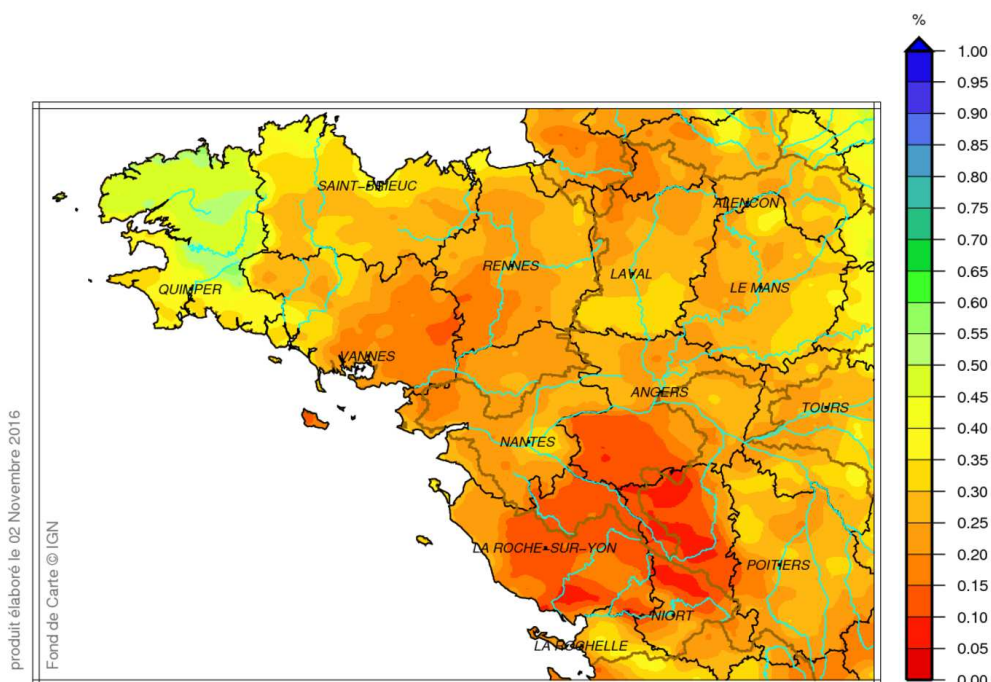 %
1.00
0.95
0.90
0.85
0.80
0.75
0.70
0.65
0.60
0.55
0.50
0.45
0.40
0.35
0.30
0.25
0.20
0.15
0.10
0.05
0.00
SAINT-BRIEUC
ALENCON
RENNES
LAVAL
QUIMPER
LE MANS
VANNES
ANGERS
TOURS
NANTES
LA ROCHE-SUR-YON
POITIERS
NIORT
LA ROCHELLE
produit élaboré le 02 Novembre 2016
Fond de Carte © IGN